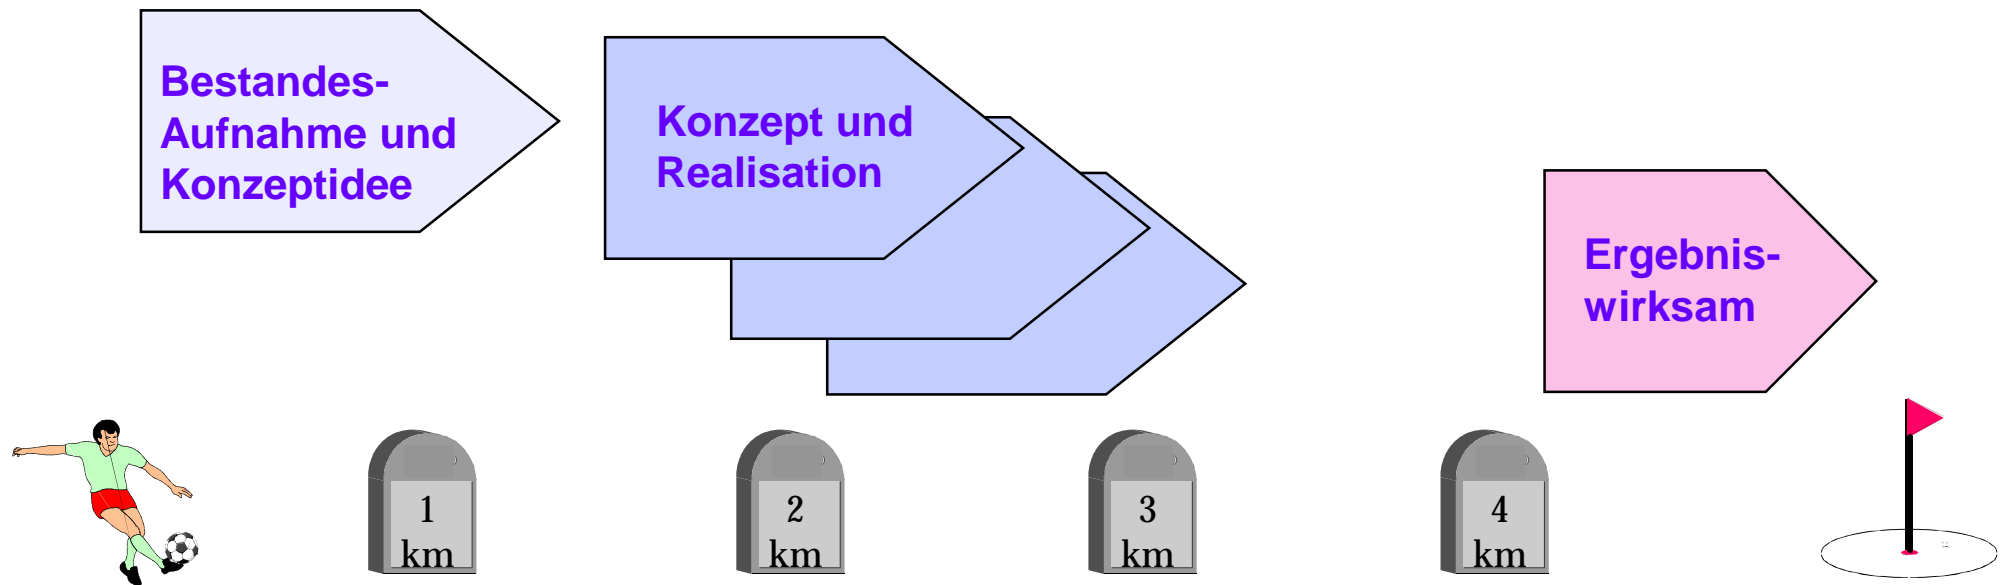 Bestandes-
Aufnahme und
Konzeptidee
Konzept und
Realisation
Ergebnis-
wirksam
1
km
2
km
3
km
4
km